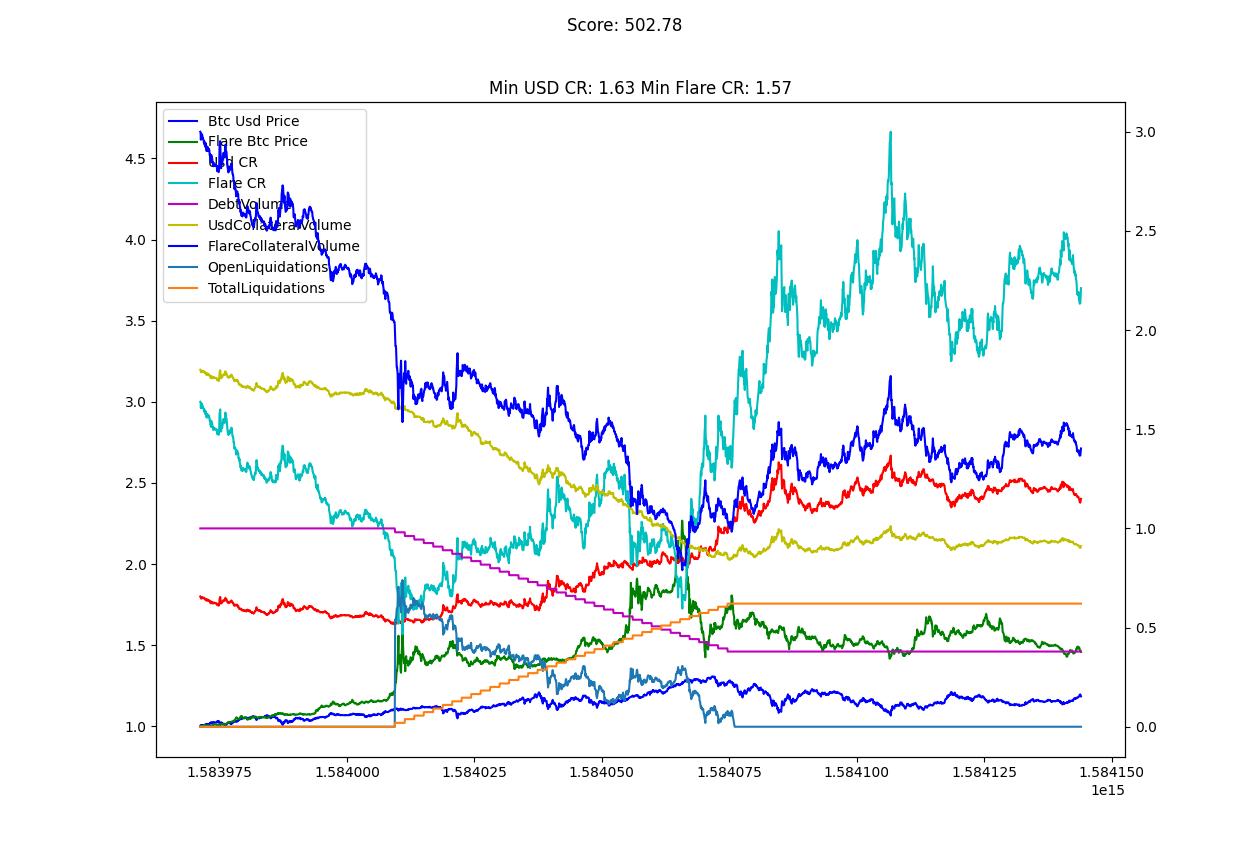 Score: 502.78
Min USD CR: 1.63 Min Flare CR: 1.57
Btc Usd Price
Flare Btc Price
Usd CR
Flare CR
DebtVolume
UsdCollateralVolume
FlareCollateralVolume
OpenLiquidations
TotalLiquidations
4.5
4.0
3.5
3.0
2.5
2.0
1.5
1.0
3.0
2.5
2.0
1.5
1.0
0.5
0.0
1.583975 1.584000 1.584025 1.584050 1.584075 1.584100 1.584125 1.584150
1e15